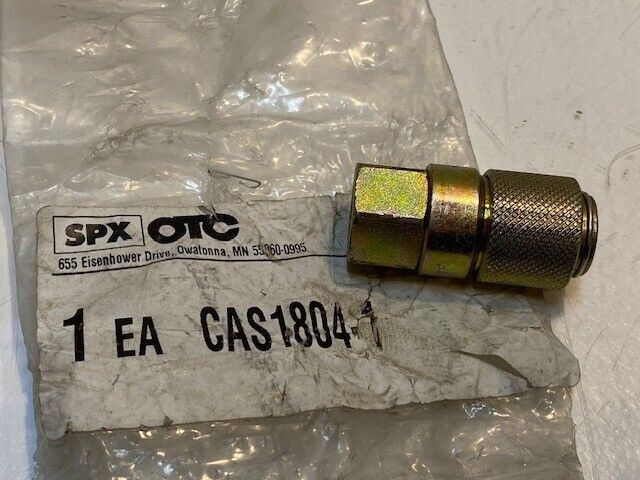 SPX OTC
655 Eisenhower Drive, Owatonna, MN 55060-0995
1 EA CAS1804-